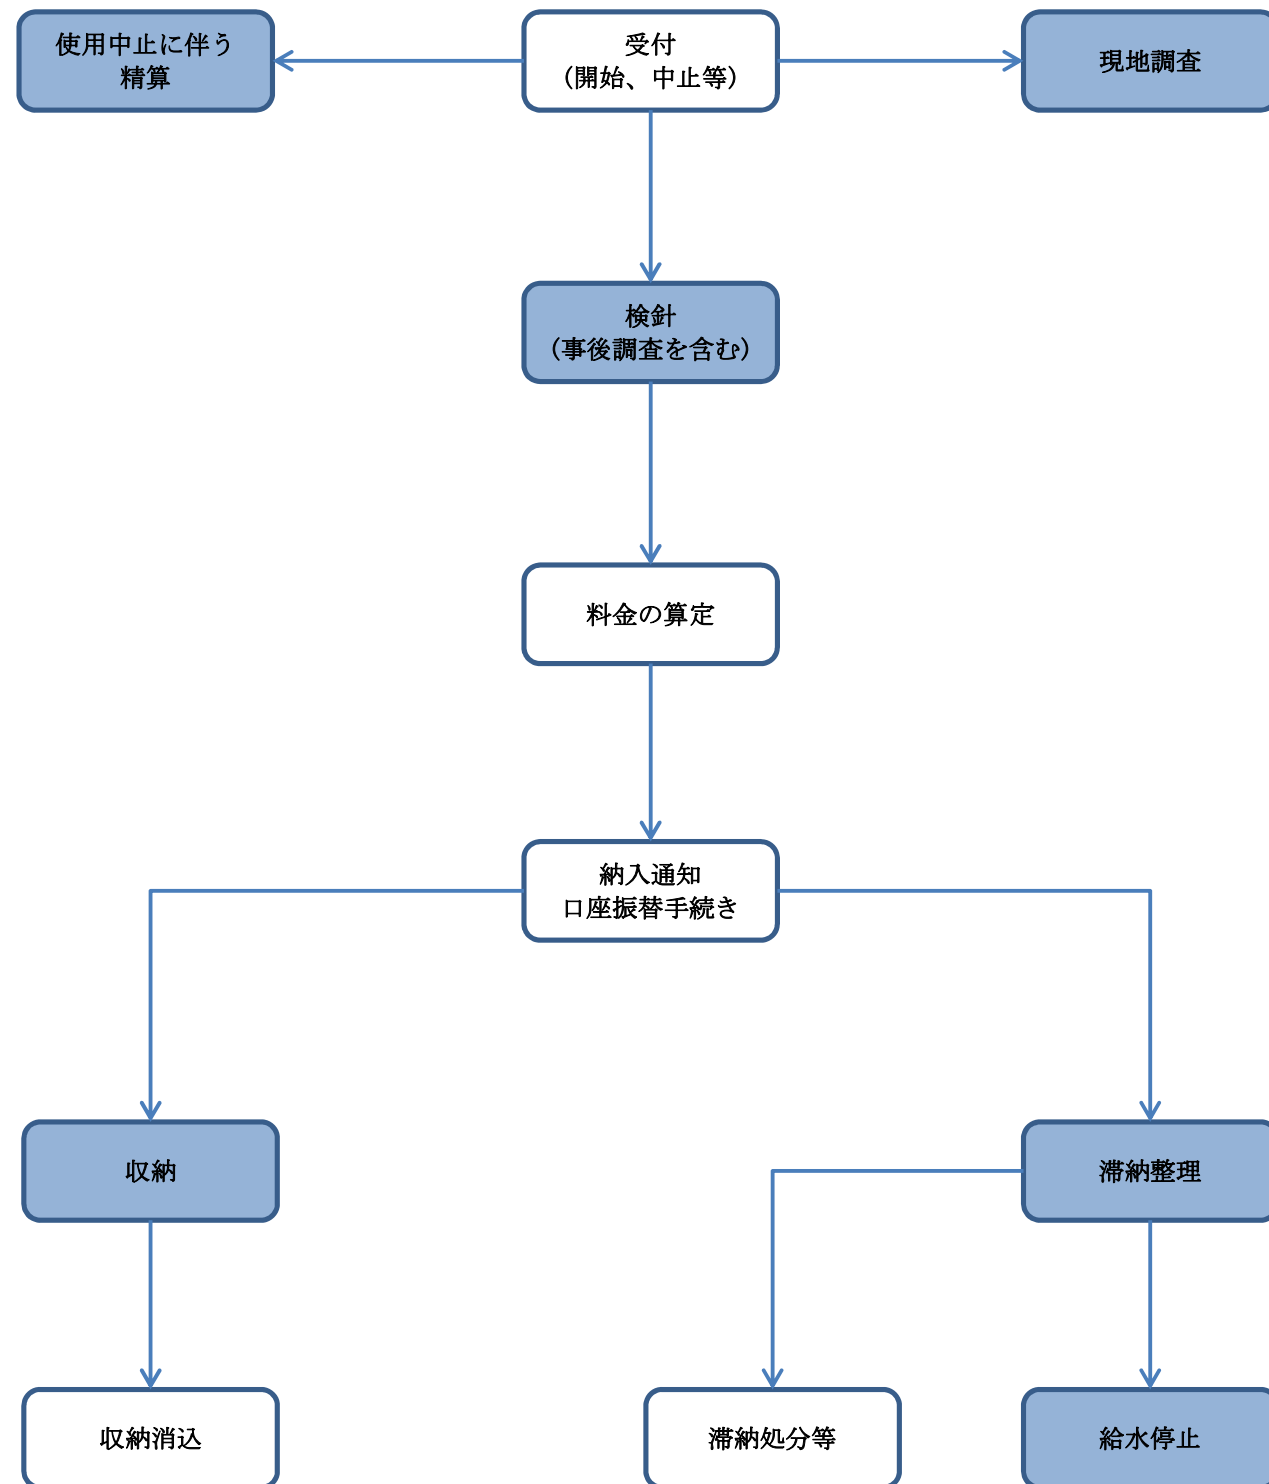 使用中止に伴う
精算
受付
（開始、中止等）
現地調査
検針
（事後調査を含む）
料金の算定
納入通知
口座振替手続き
収納
滞納整理
収納消込
滞納処分等
給水停止